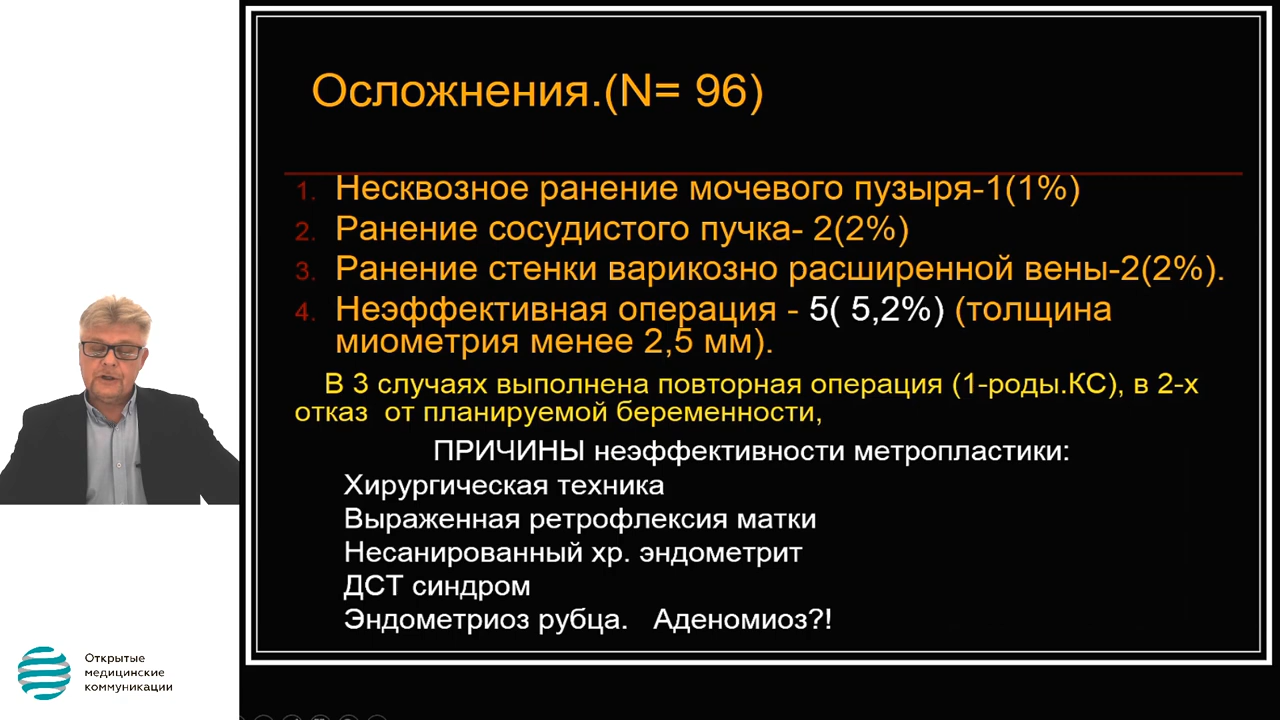 Осложнения.(N= 96)
1. Несквозное ранение мочевого пузыря-1(1%)
2. Ранение сосудистого пучка- 2(2%)
3. Ранение стенки варикозно расширенной вены-2(2%).
4. Неэффективная операция - 5( 5,2%) (толщина
миометрия менее 2,5 мм).
В 3 случаях выполнена повторная операция (1-роды.КС), в 2-х
отказ от планируемой беременности,
ПРИЧИНЫ неэффективности метропластики:
Хирургическая техника
Выраженная ретрофлексия матки
Несанированный хр. эндометрит
ДСТ синдром
Эндометриоз рубца. Аденомиоз?!
Открытые
медицинские
коммуникации